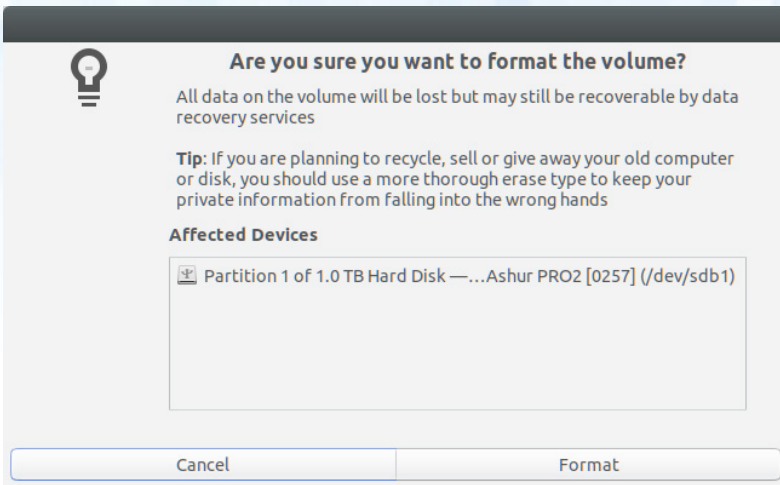 Are you sure you want to format the volume?
All data on the volume will be lost but may still be recoverable by data
recovery services
Tip: If you are planning to recycle, sell or give away your old computer
or disk, you should use a more thorough erase type to keep your
private information from falling into the wrong hands
Affected Devices
Partition 1 of 1.0 TB Hard Disk —…Ashur PRO2 [0257] (/dev/sdb1)
Cancel Format